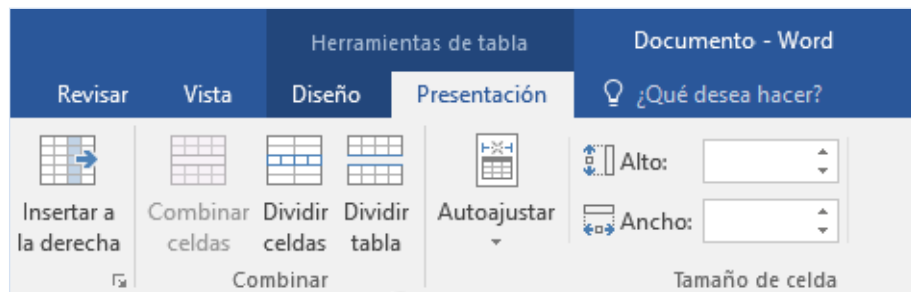 Herramientas de tabla Documento - Word
Revisar Vista Diseño Presentación ¿Qué desea hacer?
Insertar a la derecha
Combinar celdas
Dividir celdas
Dividir tabla
Autoajustar
Alto:
Ancho:
Combinar
Tamaño de celda